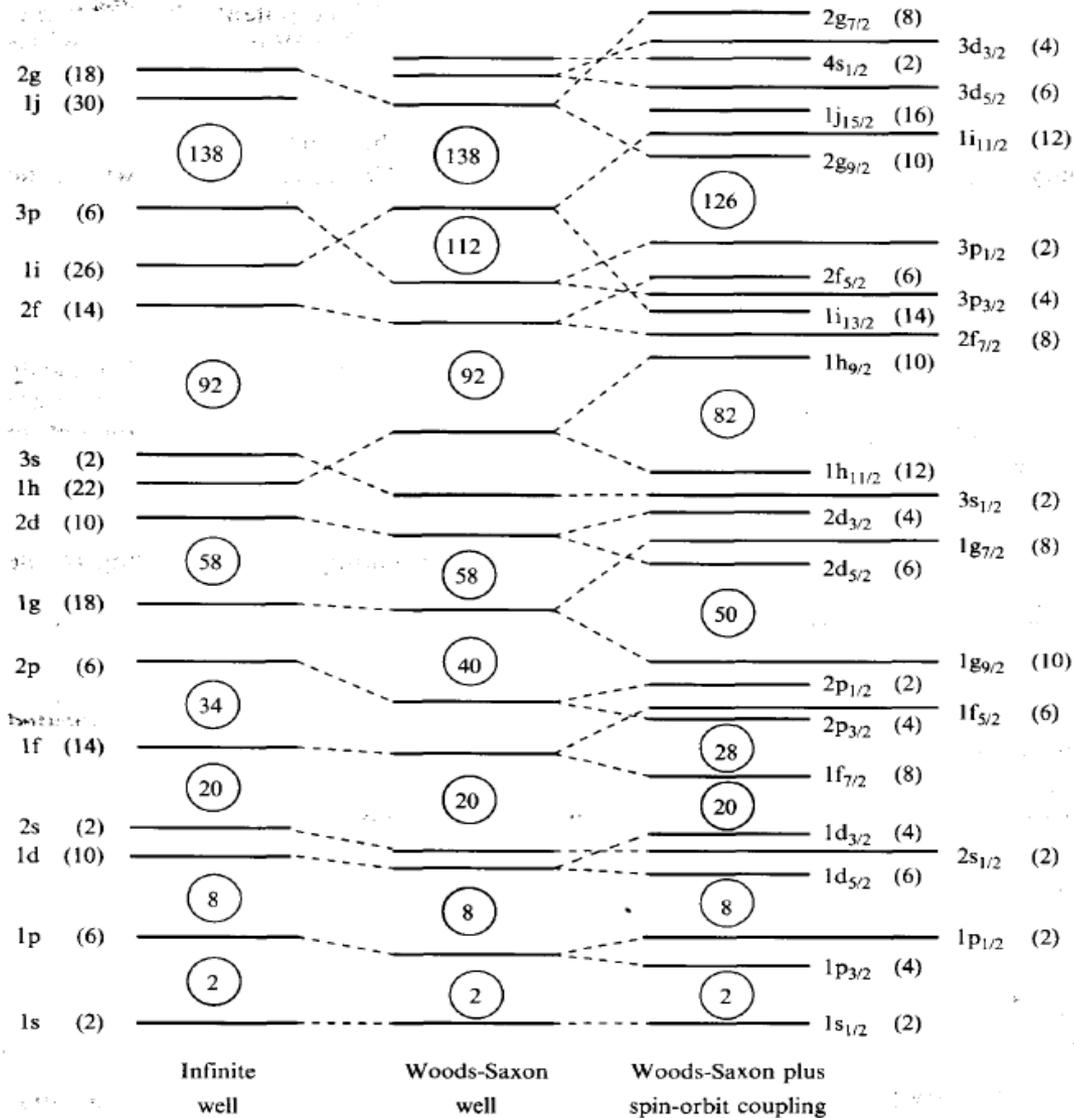 2g (18)
1j (30)
138
3p (6)
1i (26)
2f (14)
92
3s (2)
1h (22)
2d (10)
58
1g (18)
2p (6)
34
1f (14)
20
2s (2)
1d (10)
8
1p (6)
2
1s (2)
Infinite
well
138
112
92
58
40
20
8
2
Woods-Saxon
well
2g7/2 (8)
3d3/2 (4)
4s1/2 (2)
3d5/2 (6)
1j15/2 (16)
1i11/2 (12)
2g9/2 (10)
126
3p1/2 (2)
2f5/2 (6)
3p3/2 (4)
1i13/2 (14)
2f7/2 (8)
1h9/2 (10)
82
1h11/2 (12)
3s1/2 (2)
2d3/2 (4)
1g7/2 (8)
2d5/2 (6)
50
1g9/2 (10)
2p1/2 (2)
1f5/2 (6)
2p3/2 (4)
28
1f7/2 (8)
20
1d3/2 (4)
2s1/2 (2)
1d5/2 (6)
8
1p1/2 (2)
1p3/2 (4)
2
1s1/2 (2)
Woods-Saxon plus
spin-orbit coupling